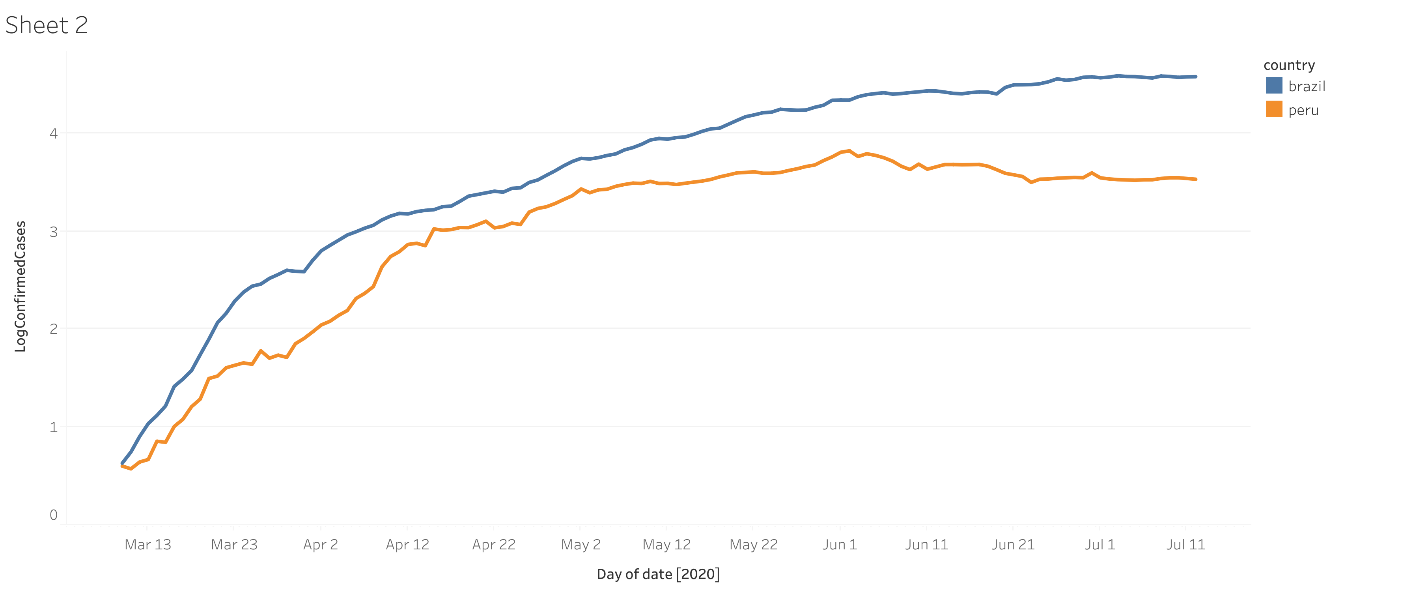 Sheet 2
country
brazil
peru
4
3
2
1
0
LogConfirmedCases
Mar 13 Mar 23 Apr 2 Apr 12 Apr 22 May 2 May 12 May 22 Jun 1 Jun 11 Jun 21 Jul 1 Jul 11
Day of date [2020]